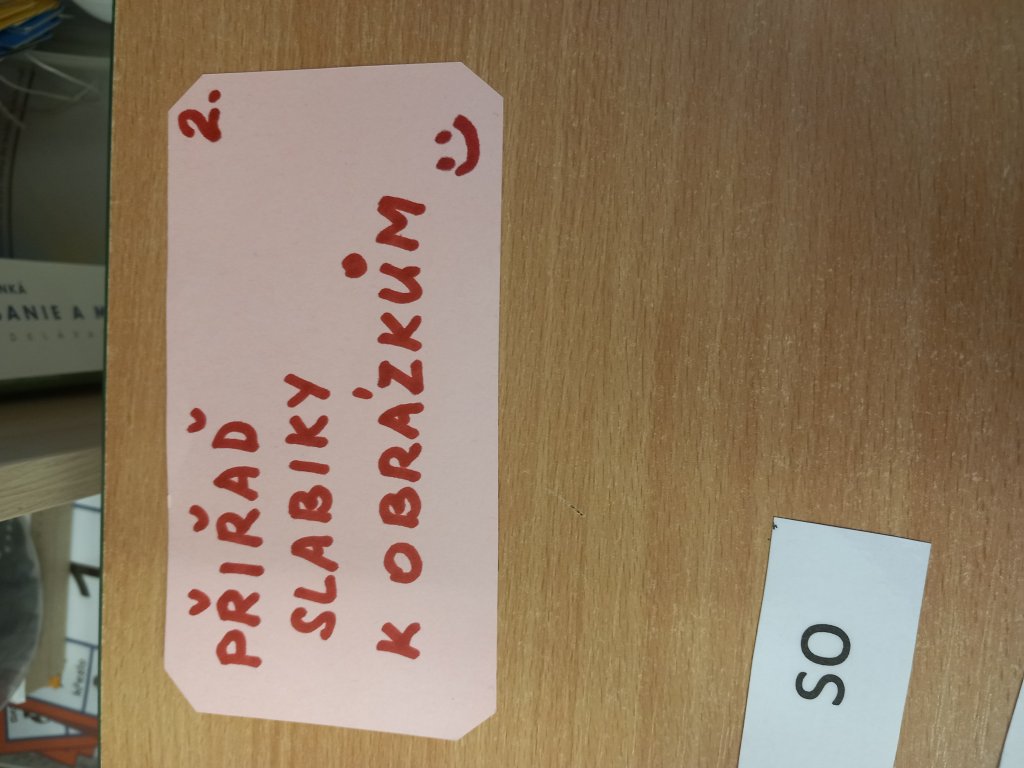 2.
PŘIŘAĎ
SLABIKY
K OBRÁZKŮM
SO